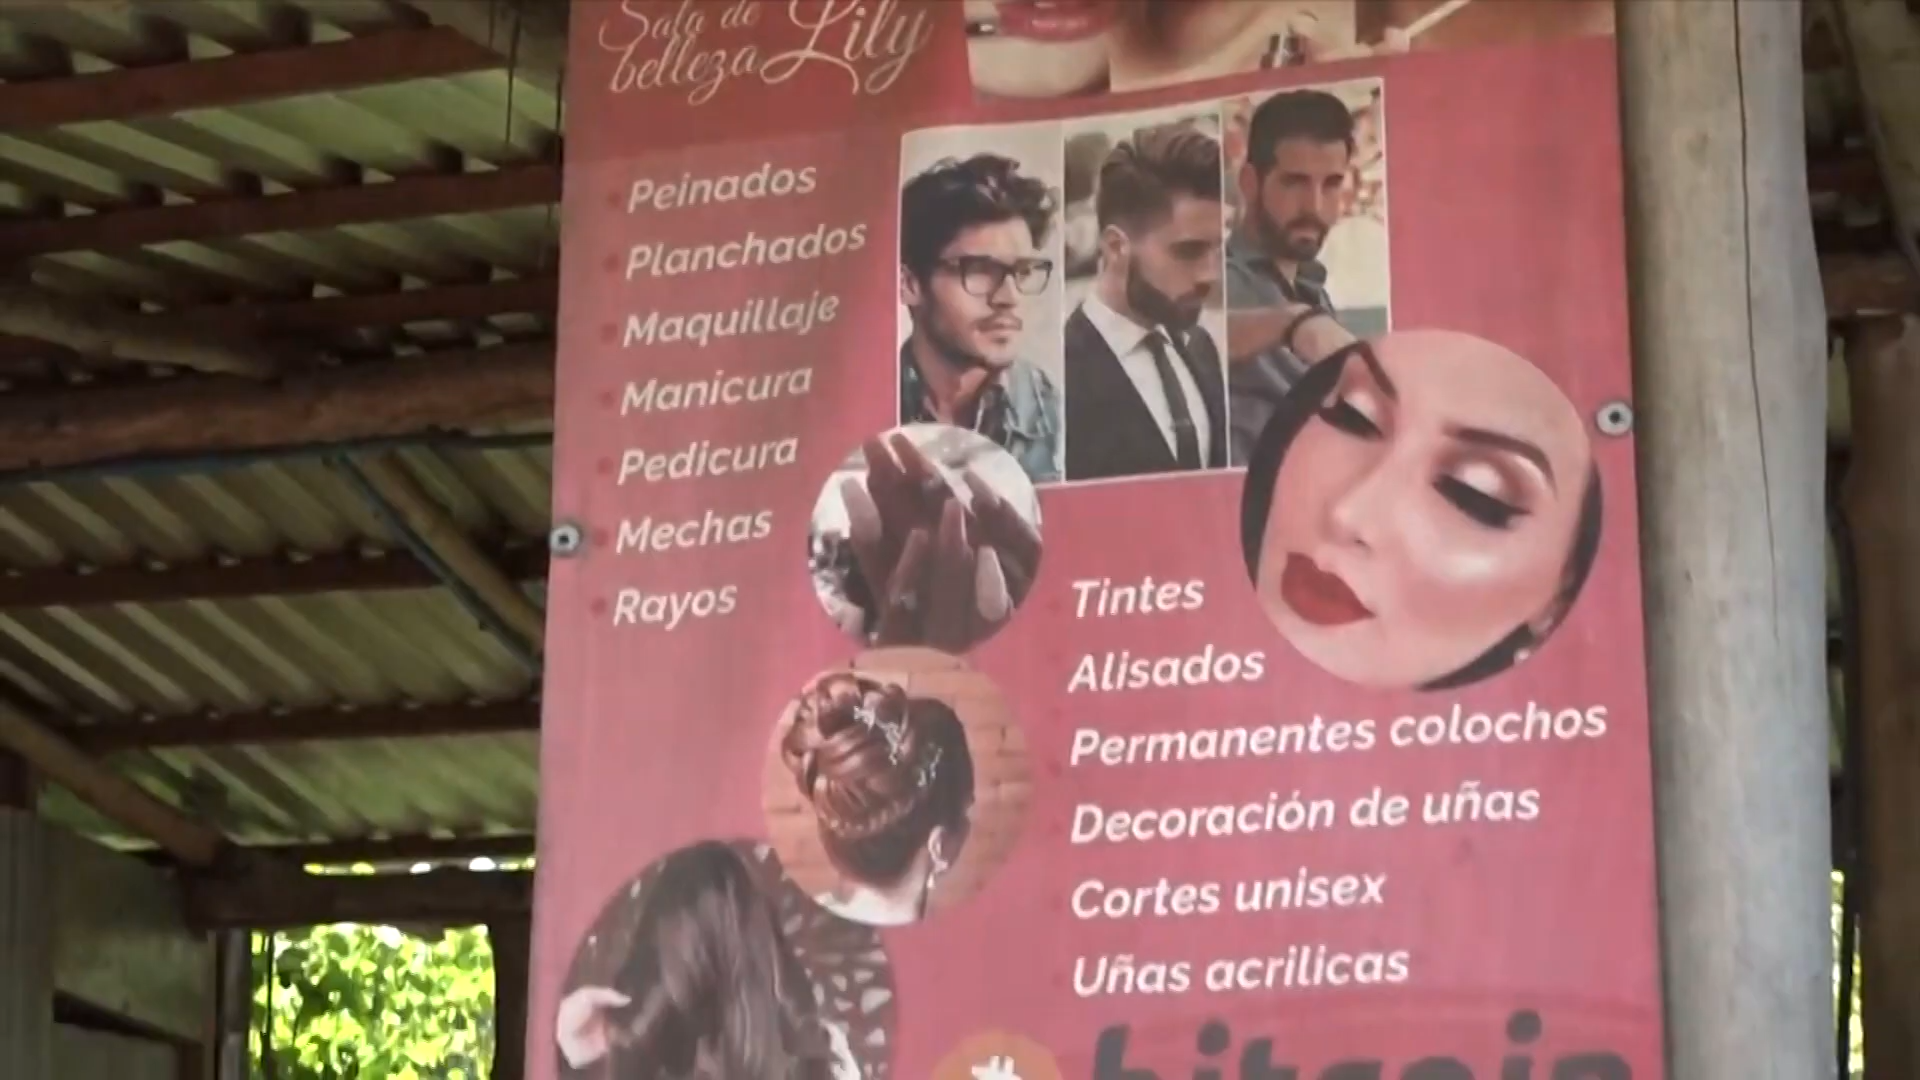 Sala de
belleza Lily
Peinados
Planchados
Maquillaje
Manicura
Pedicura
Mechas
Rayos
Tintes
Alisados
Permanentes colochos
Decoración de uñas
Cortes unisex
Uñas acrilicas
bitcoin